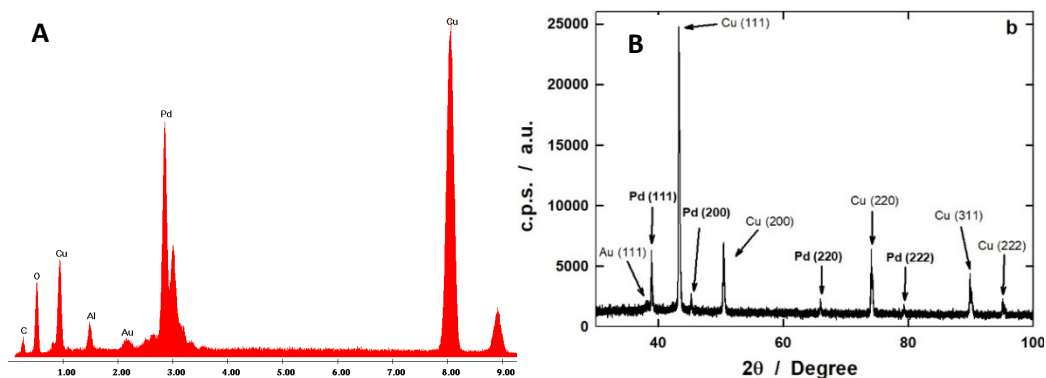 A
C
O
Cu
Al
Au
Pd
Cu
1.00 2.00 3.00 4.00 5.00 6.00 7.00 8.00 9.00
B
b
25000
20000
15000
10000
5000
0
c.p.s. / a.u.
Cu (111)
Pd (111)
Au (111)
Pd (200)
Cu (200)
Pd (220)
Cu (220)
Pd (222)
Cu (311)
Cu (222)
40 60 80 100
2θ / Degree